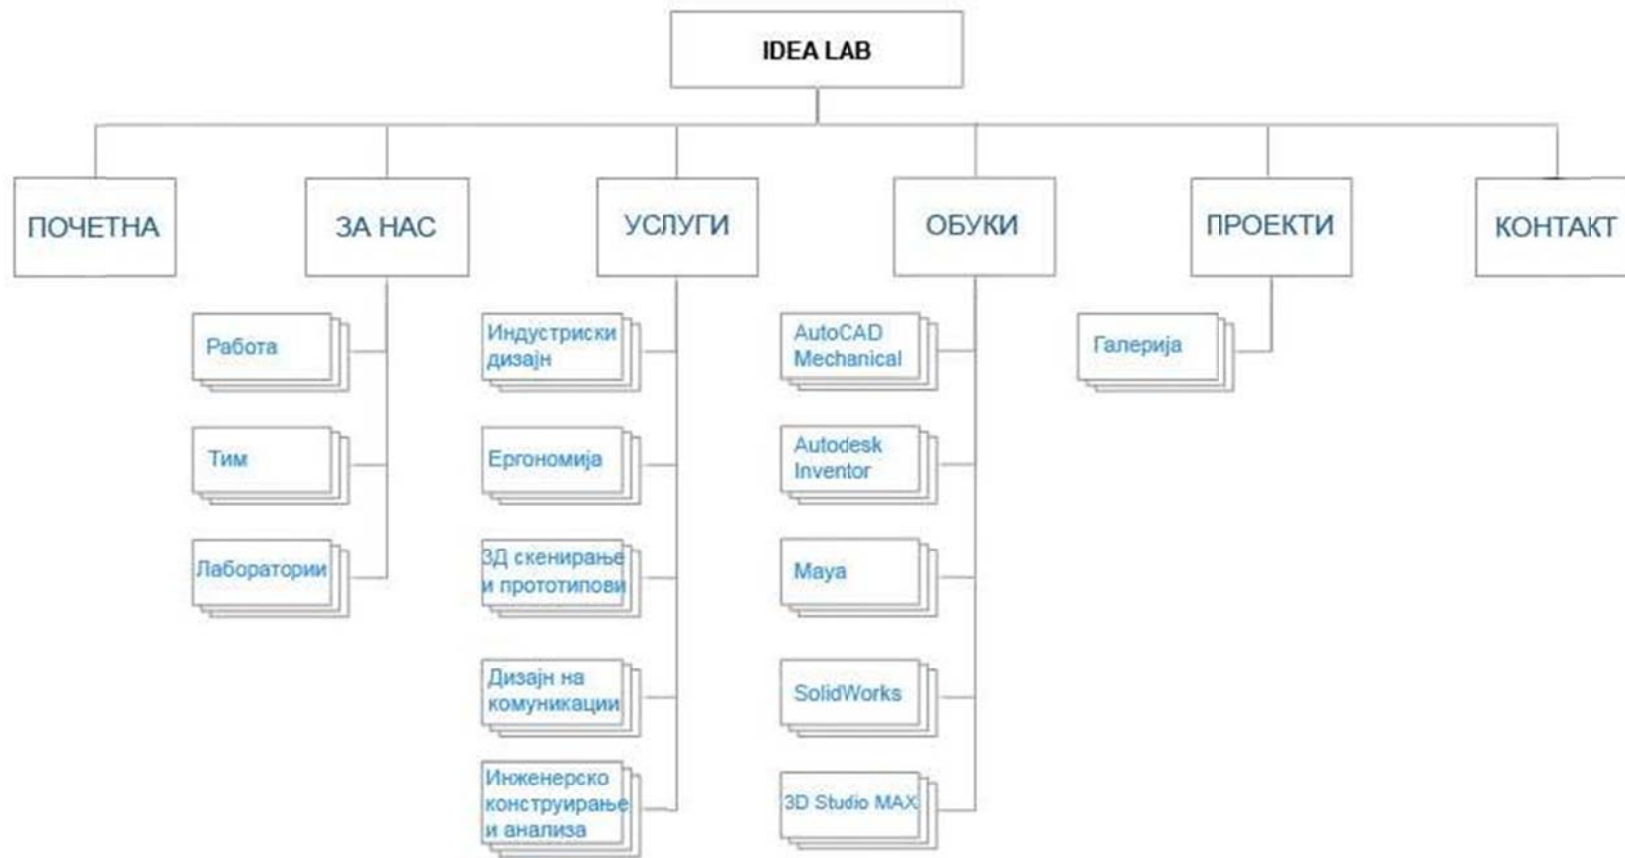 IDEA LAB
ПОЧЕТНА
ЗА НАС
УСЛУГИ
ОБУКИ
ПРОЕКТИ
КОНТАКТ
Работа
Тим
Лаборатории
Индустриски
дизајн
Ергономија
3Д скенирање
и прототипови
Дизајн на
комуникации
Инженерско
конструирање
и анализа
AutoCAD
Mechanical
Autodesk
Inventor
Maya
SolidWorks
3D Studio MAX
Галерија